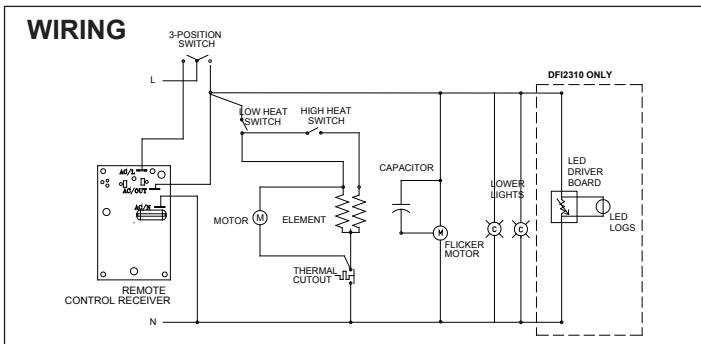 WIRING
3-POSITION
SWITCH
DFI2310 ONLY
L
LOW HEAT
SWITCH
HIGH HEAT
SWITCH
CAPACITOR
LOWER
LIGHTS
LED
DRIVER
BOARD
AC/L
AC/OUT
AC/N
MOTOR
M
ELEMENT
M
C
C
FLICKER
MOTOR
LED
LOGS
THERMAL
CUTOUT
REMOTE
CONTROL RECEIVER
N